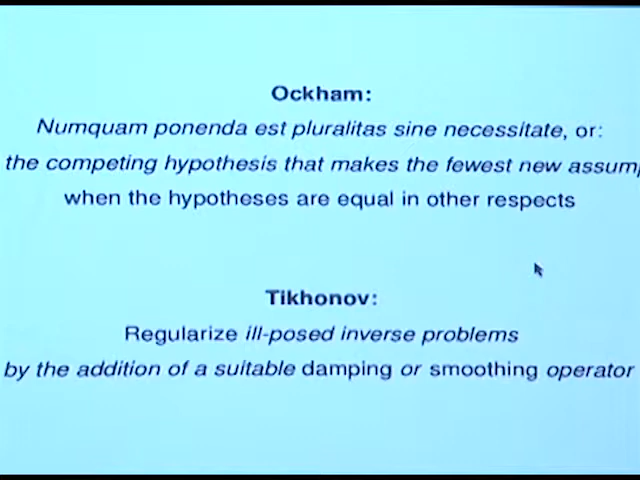 Ockham:
Numquam ponenda est pluralitas sine necessitate, or:
the competing hypothesis that makes the fewest new
when the hypotheses are equal in other respects
Tikhonov:
Regularize ill-posed inverse problems
by the addition of a suitable damping or smoothing operator